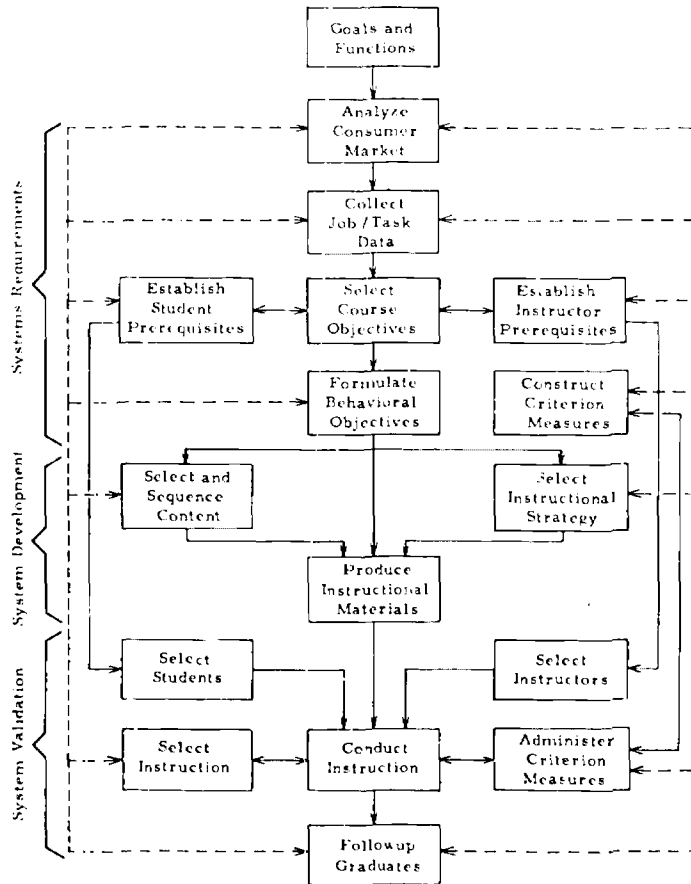 Goals and
Functions
Analyze
Consumer
Market
Collect
Job / Task
Data
Systems Requirements
Establish
Student
Prerequisites
Select
Course
Objectives
Establish
Instructor
Prerequisites
Formulate
Behavioral
Objectives
Construct
Criterion
Measures
System Development
Select and
Sequence
Content
Select
Instructional
Strategy
Produce
Instructional
Materials
System Validation
Select
Students
Select
Instructors
Select
Instruction
Conduct
Instruction
Administer
Criterion
Measures
Followup
Graduates